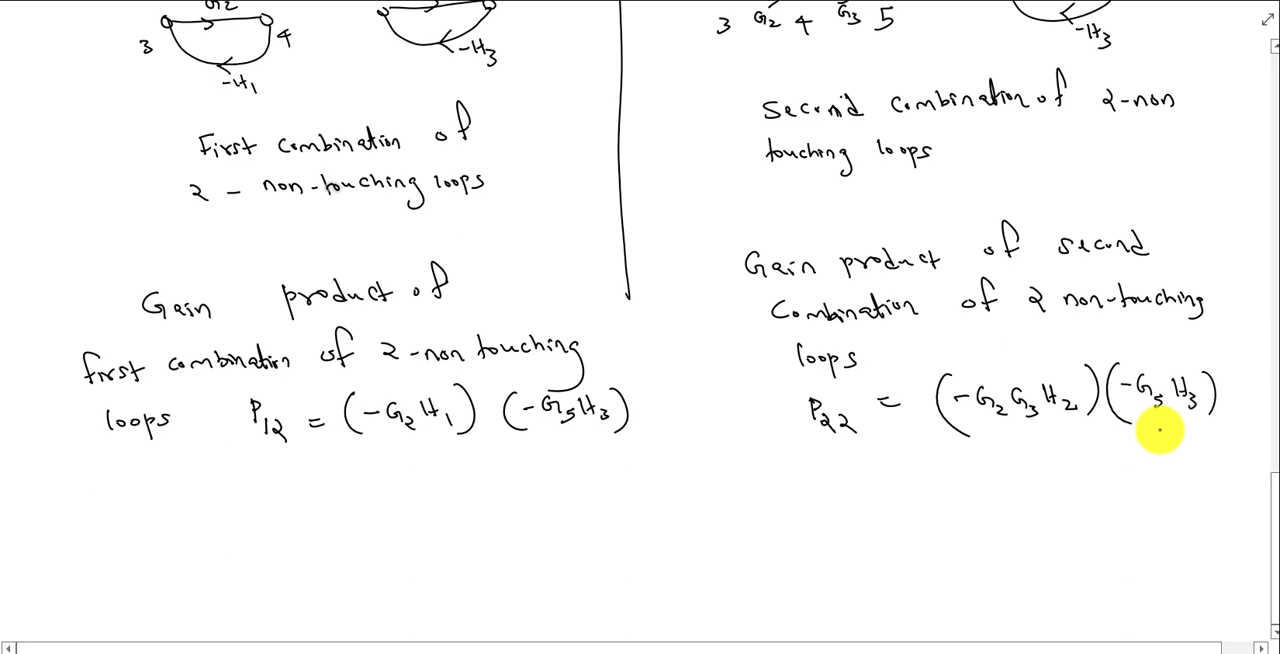 G2
3
4
-H1
-H3
First combination of
2 - non-touching loops
Gain product of
first combination of 2-non touching
loops P12 = (-G2H1) (-G5H3)
3 G2 4 G3 5
-H3
Second combination of 2-non
touching loops
Gain product of second
Combination of 2 non-touching
loops
P22 = (-G2G3H2)(-G5H3)